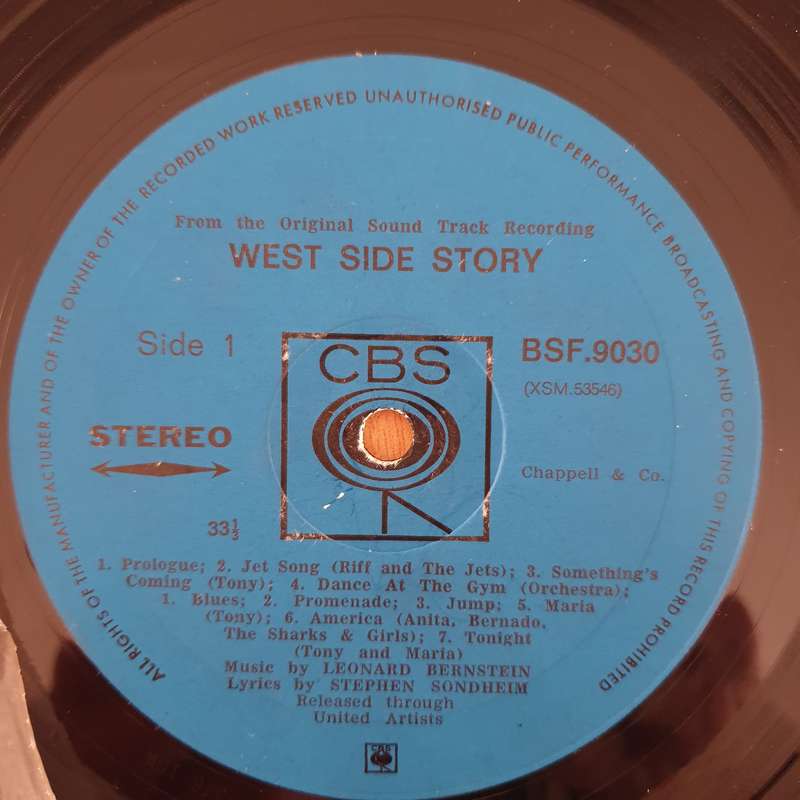 ALL RIGHTS OF THE MANUFACTURER AND OF THE OWNER OF THE RECORDED WORK RESERVED UNAUTHORISED PUBLIC PERFORMANCE BROADCASTING AND COPYING OF THIS RECORD PROHIBITED
From the Original Sound Track Recording
WEST SIDE STORY
Side 1
CBS
BSF.9030
(XSM.53546)
STEREO
Chappell & Co.
33⅓
1. Prologue; 2. Jet Song (Riff and The Jets); 3. Something's
Coming (Tony); 4. Dance At The Gym (Orchestra);
1. Blues; 2. Promenade; 3. Jump; 5. Maria
(Tony); 6. America (Anita, Bernado,
The Sharks & Girls); 7. Tonight
(Tony and Maria)
Music by LEONARD BERNSTEIN
Lyrics by STEPHEN SONDHEIM
Released through
United Artists
CBS